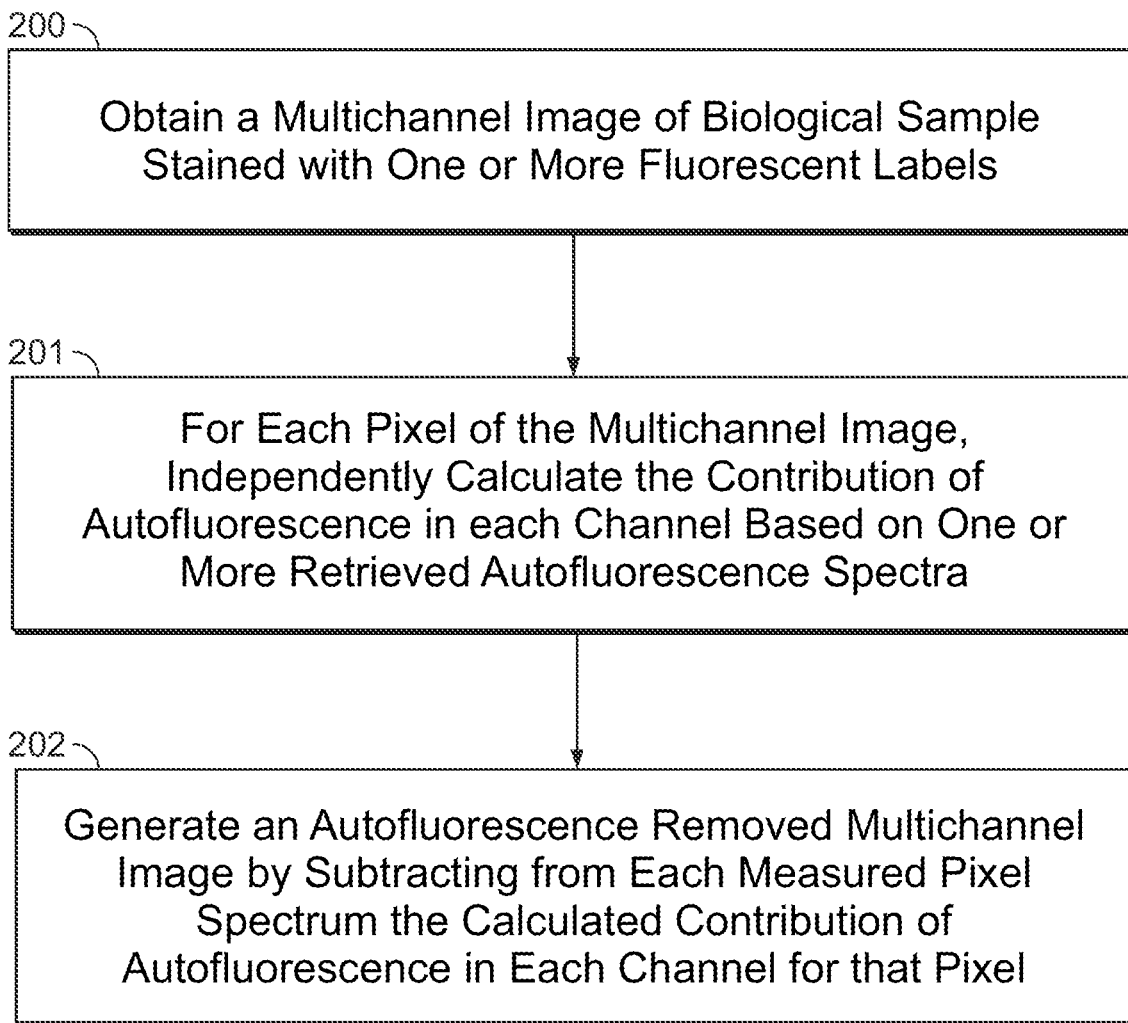 200
Obtain a Multichannel Image of Biological Sample
Stained with One or More Fluorescent Labels
201
For Each Pixel of the Multichannel Image,
Independently Calculate the Contribution of
Autofluorescence in each Channel Based on One or
More Retrieved Autofluorescence Spectra
202
Generate an Autofluorescence Removed Multichannel
Image by Subtracting from Each Measured Pixel
Spectrum the Calculated Contribution of
Autofluorescence in Each Channel for that Pixel